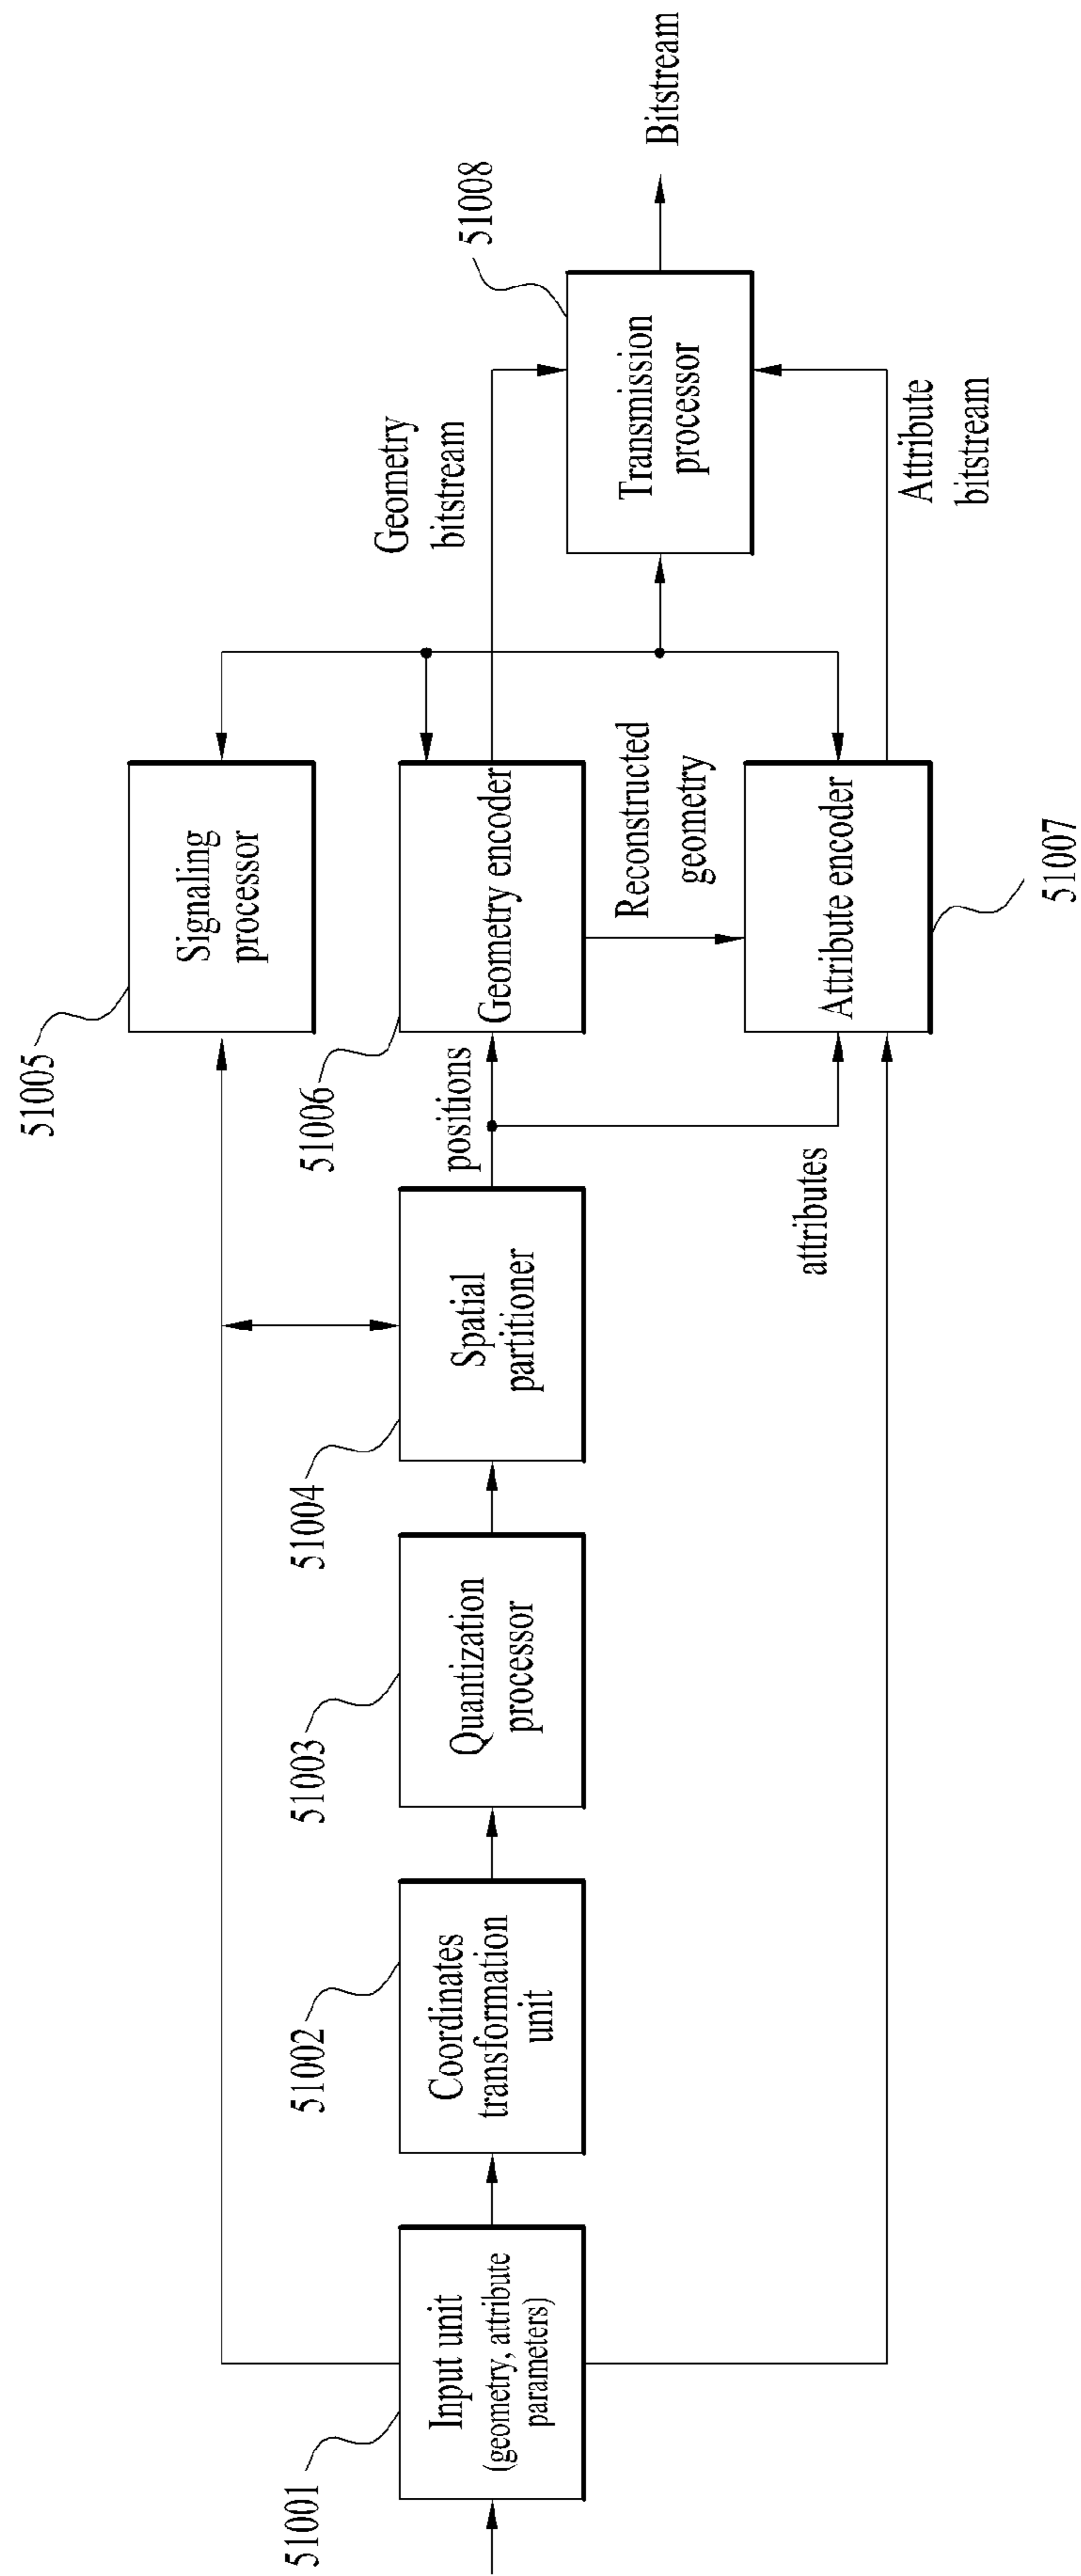 51001
Input unit
(geometry, attribute
parameters)
51002
Coordinates
transformation
unit
51003
Quantization
processor
51004
Spatial
partitioner
positions
attributes
51005
Signaling
processor
51006
Geometry encoder
Reconstructed
geometry
Attribute encoder
51007
Geometry
bitstream
51008
Transmission
processor
Attribute
bitstream
Bitstream